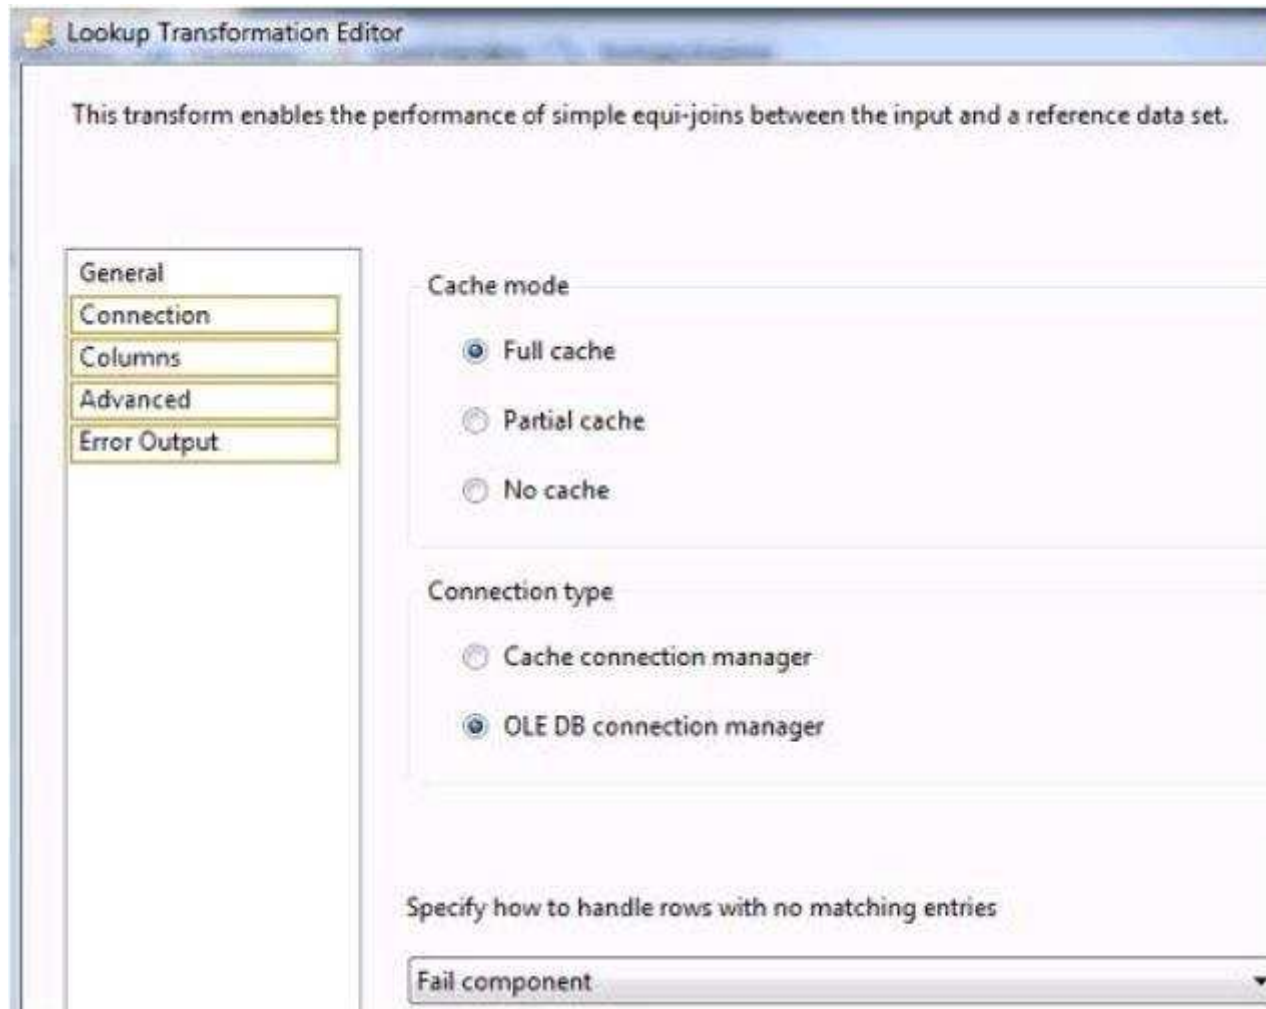 Lookup Transformation Editor
This transform enables the performance of simple equi-joins between the input and a reference data set.
General
Connection
Columns
Advanced
Error Output
Cache mode
Full cache
Partial cache
No cache
Connection type
Cache connection manager
OLE DB connection manager
Specify how to handle rows with no matching entries
Fail component